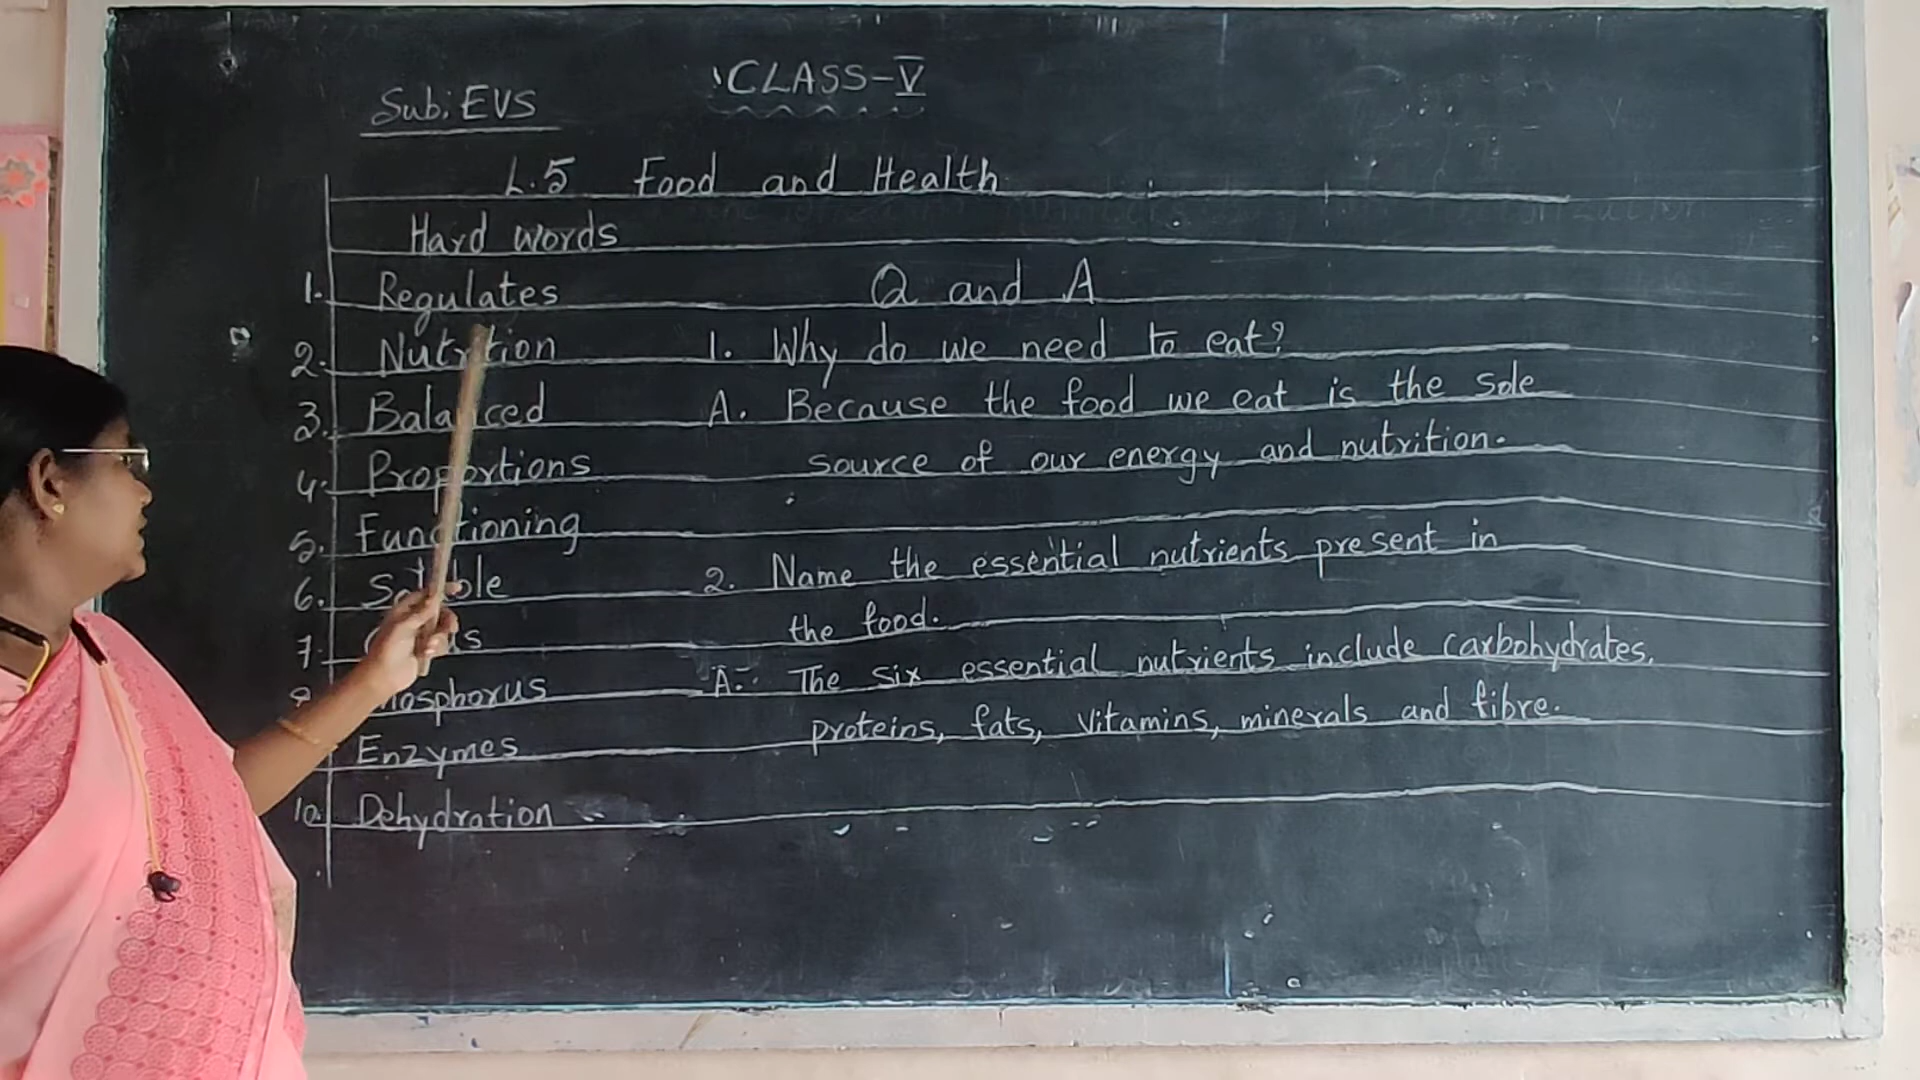 CLASS-V
Sub: EVS
L.5 Food and Health
Hard words
1. Regulates
2. Nutrition
3. Balanced
4. Proportions
5. Functioning
6.
7.
8.
Enzymes
10. Dehydration
Q and A
1. Why do we need to eat?
A. Because the food we eat is the sole
source of our energy and nutrition.
2. Name the essential nutrients present in
the food.
A. The six essential nutrients include carbohydrates,
proteins, fats, vitamins, minerals and fibre.